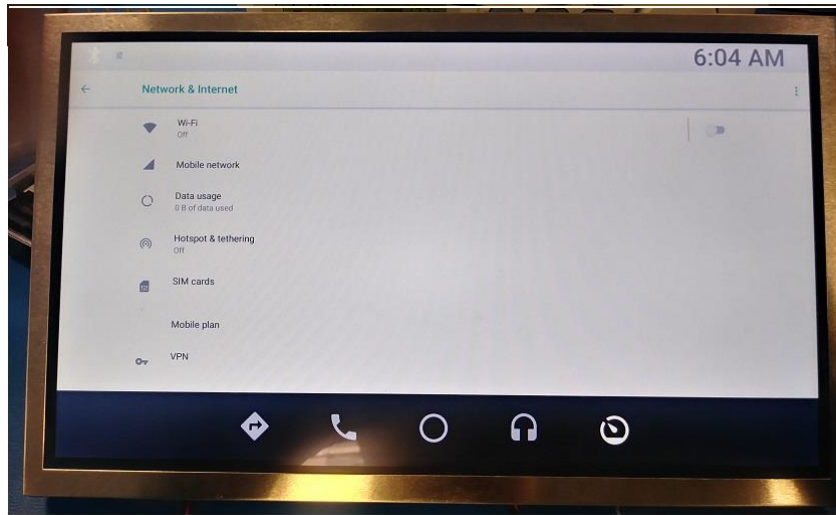 6:04 AM
Network & Internet
Wi-Fi
Off
Mobile network
Data usage
0 B of data used
Hotspot & tethering
Off
SIM cards
Mobile plan
VPN